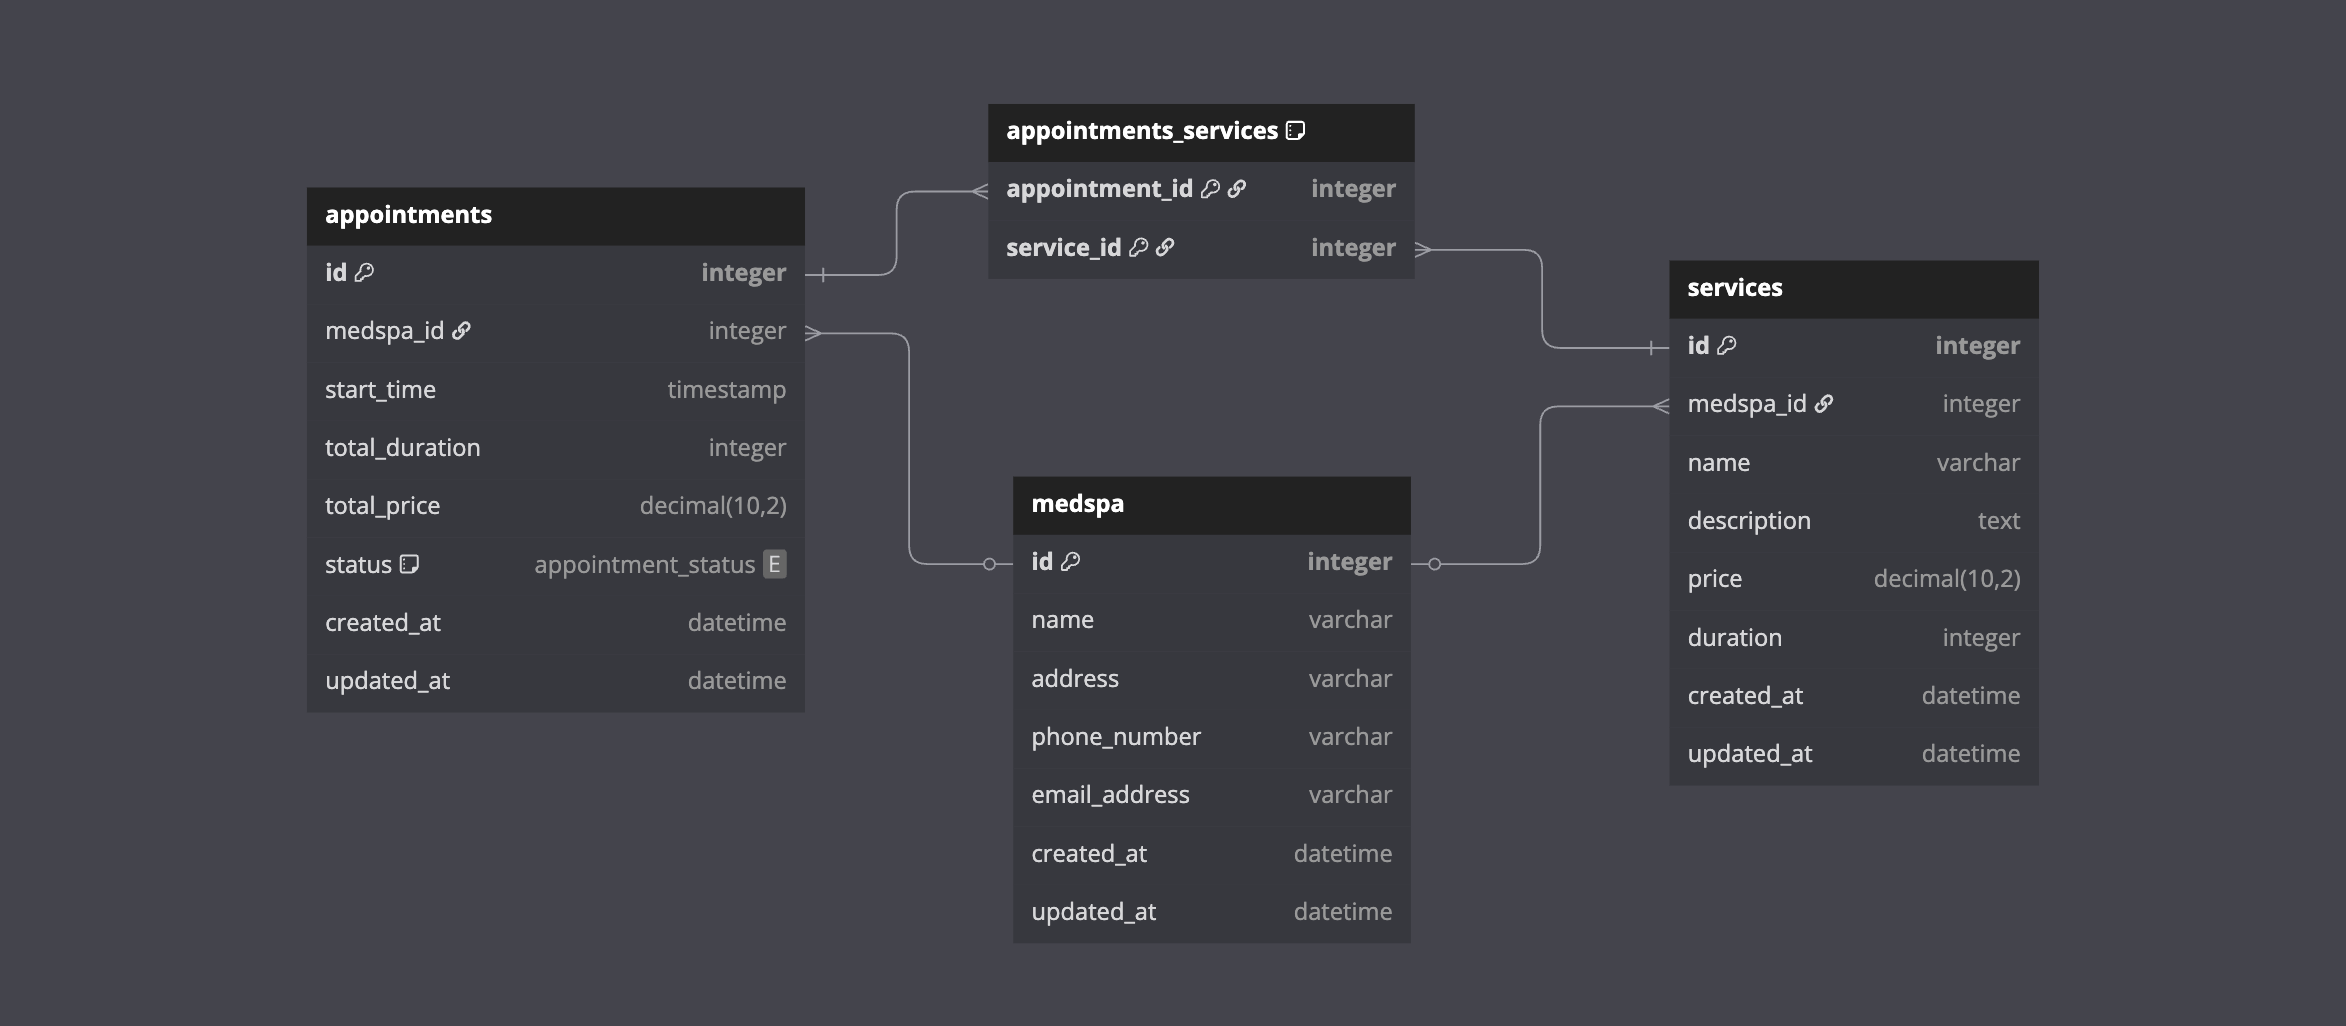 appointments
id integer
medspa_id integer
start_time timestamp
total_duration integer
total_price decimal(10,2)
status appointment_status E
created_at datetime
updated_at datetime
appointments_services
appointment_id integer
service_id integer
medspa
id integer
name varchar
address varchar
phone_number varchar
email_address varchar
created_at datetime
updated_at datetime
services
id integer
medspa_id integer
name varchar
description text
price decimal(10,2)
duration integer
created_at datetime
updated_at datetime